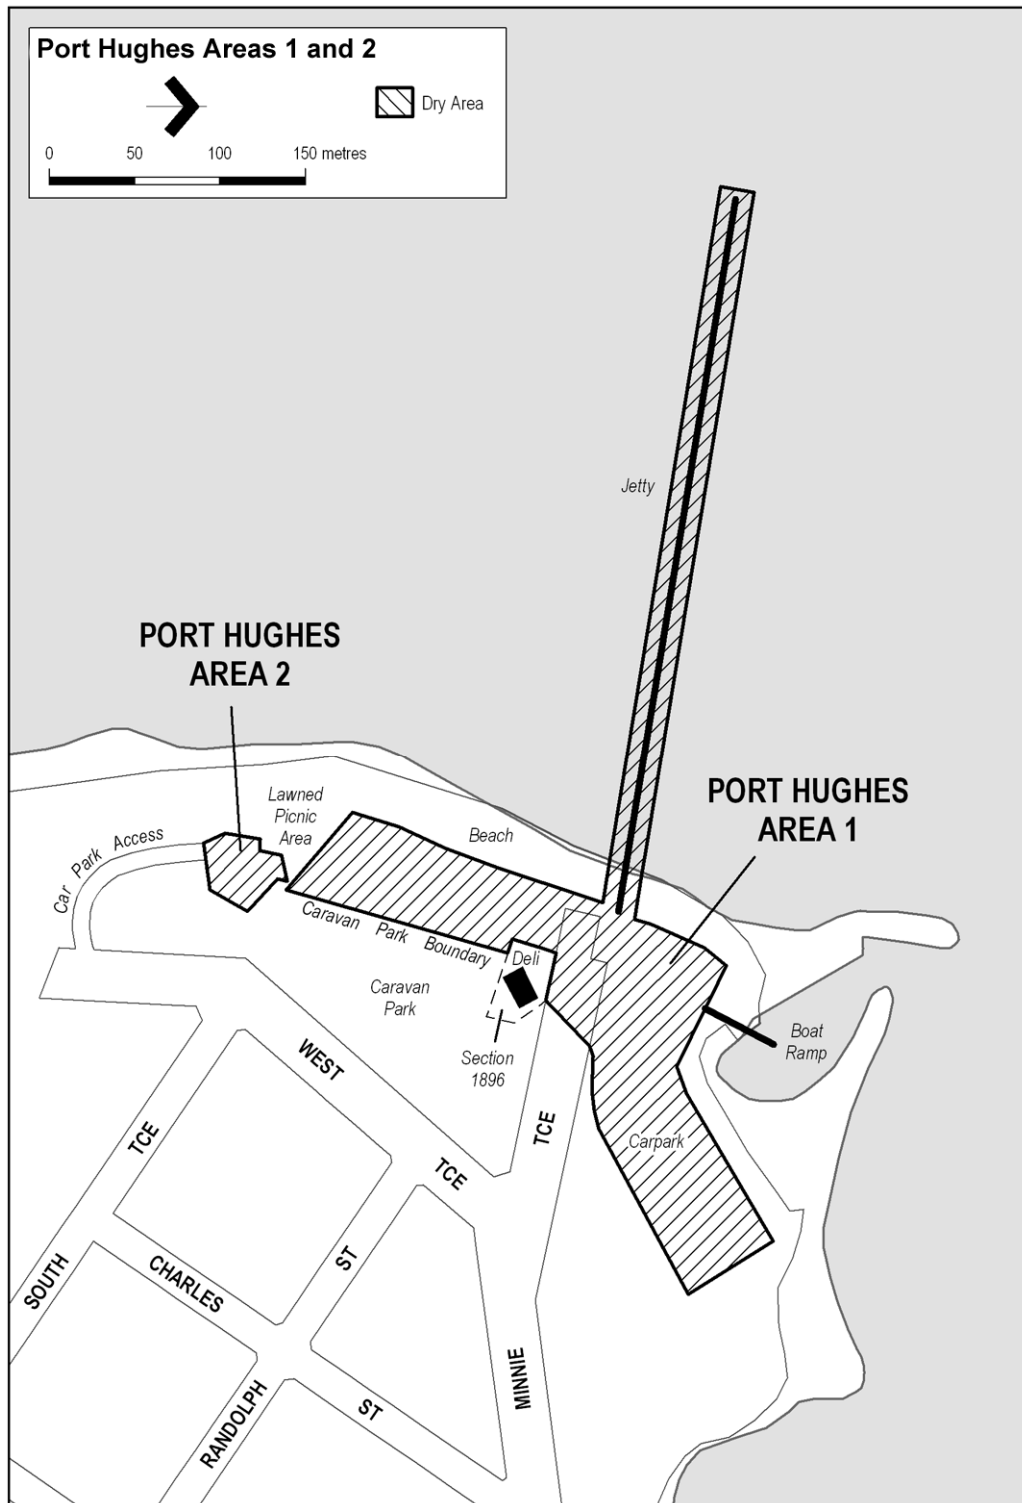 Port Hughes Areas 1 and 2
Dry Area
0 50 100 150 metres
Jetty
PORT HUGHES
AREA 2
PORT HUGHES
AREA 1
Lawned
Picnic
Area
Beach
Car Park Access
Caravan Park Boundary
Deli
Caravan
Park
Section
1896
Boat
Ramp
Carpark
WEST
TCE
TCE
TCE
SOUTH
CHARLES
ST
ST
MINNIE
RANDOLPH